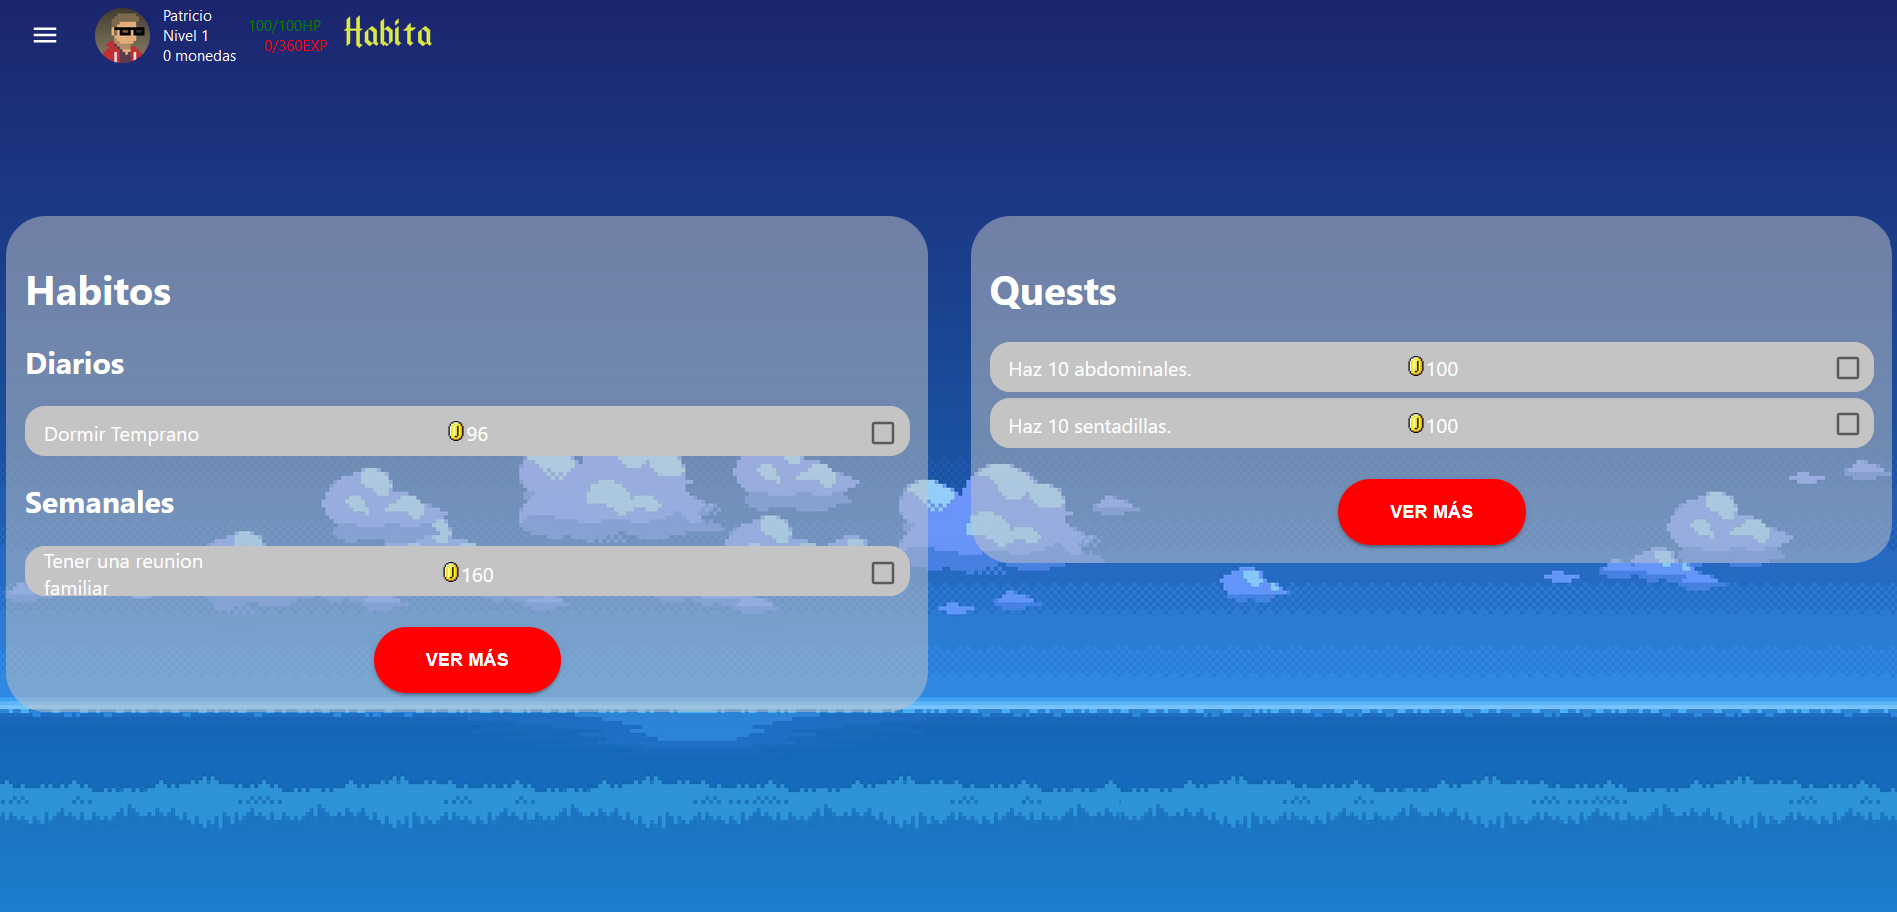 Patricio
Nivel 1
0 monedas
100/100HP
0/360EXP
Habita
Habitos
Diarios
Dormir Temprano
96
Semanales
Tener una reunion
familiar
160
VER MÁS
Quests
Haz 10 abdominales.
100
Haz 10 sentadillas.
100
VER MÁS